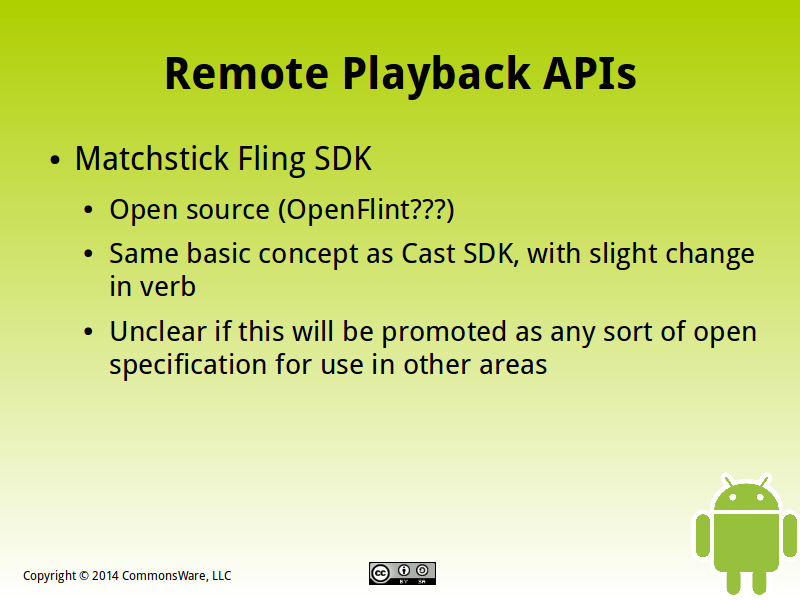 Remote Playback APIs
• Matchstick Fling SDK
• Open source (OpenFlint???)
• Same basic concept as Cast SDK, with slight change
in verb
• Unclear if this will be promoted as any sort of open
specification for use in other areas
Copyright © 2014 CommonsWare, LLC
cc BY SA